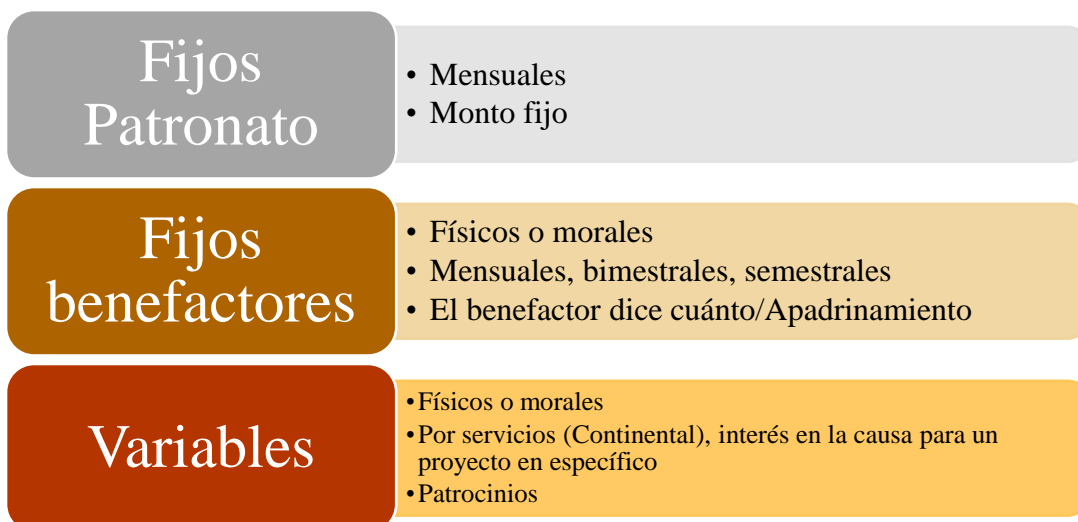 Fijos
Patronato
• Mensuales
• Monto fijo
Fijos
benefactores
• Físicos o morales
• Mensuales, bimestrales, semestrales
• El benefactor dice cuánto/Apadrinamiento
Variables
•Físicos o morales
•Por servicios (Continental), interés en la causa para un
proyecto en específico
•Patrocinios